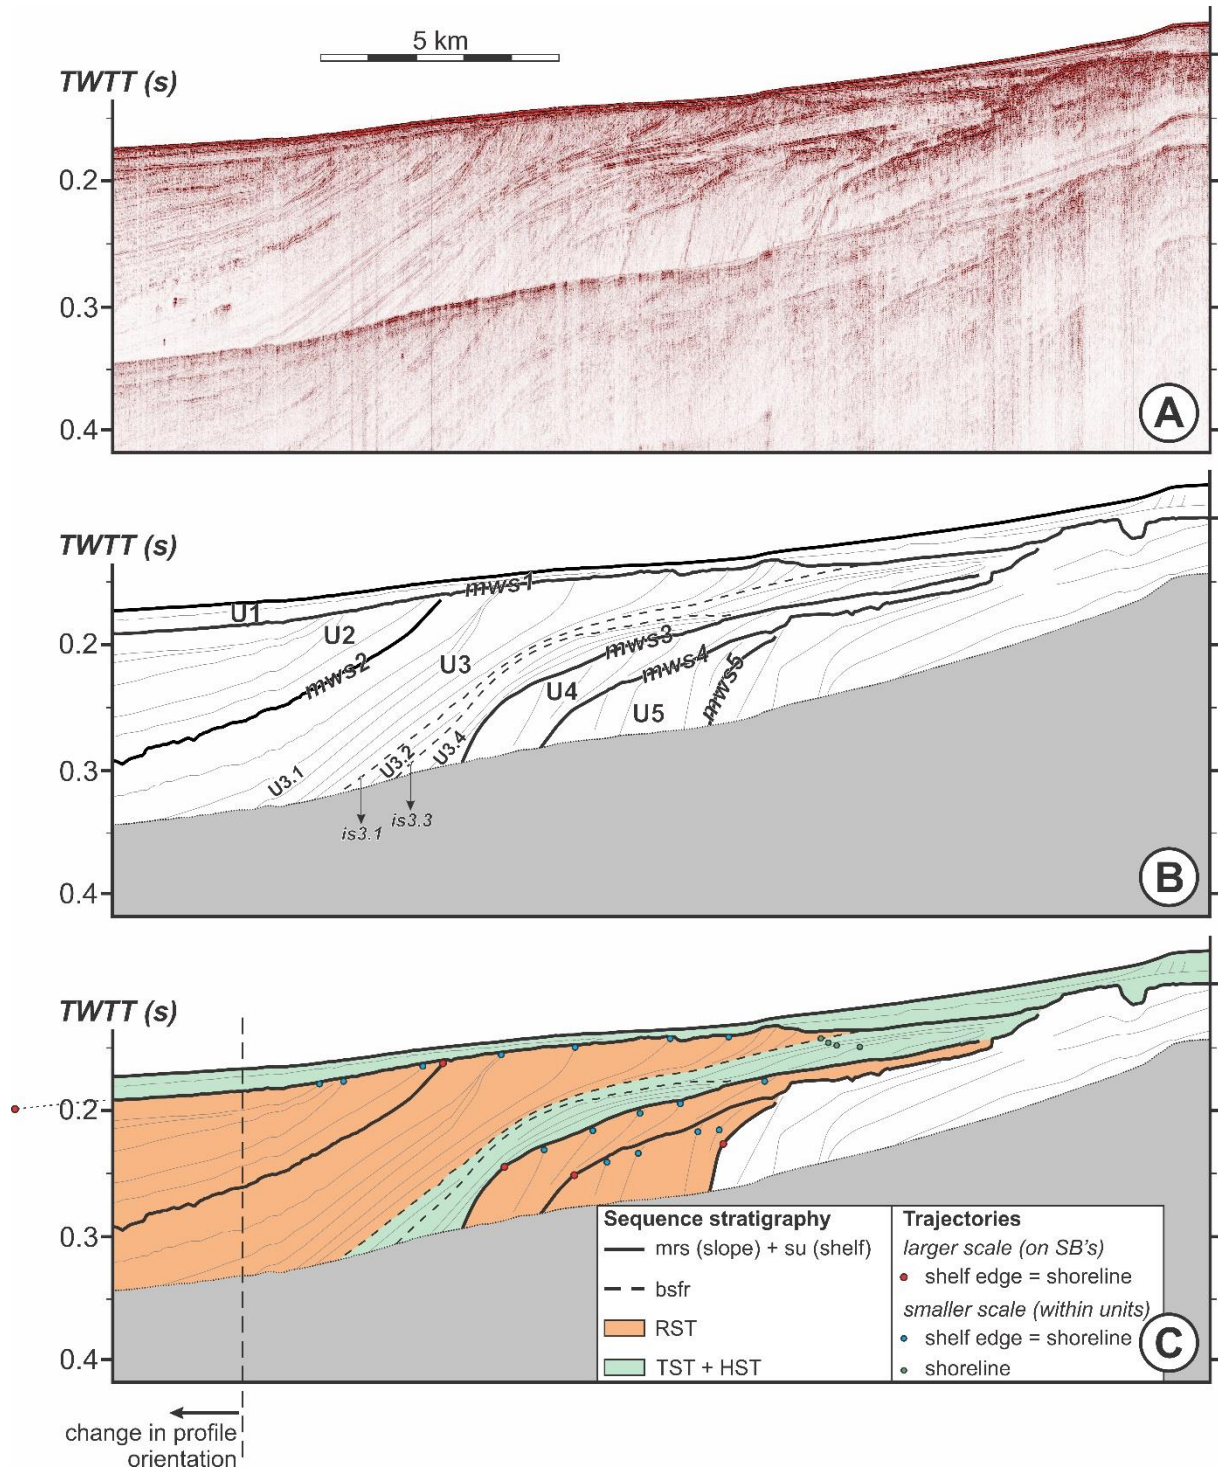 5 km
TWTT (s)
0.2
0.3
0.4
A
TWTT (s)
mws1
U1
U2
0.2
mws3
U3
mws2
mws4
U4
mws5
U5
U3.2
U3.4
U3.1
0.3
is3.1
is3.3
B
0.4
TWTT (s)
0.2
Sequence stratigraphy
mrs (slope) + su (shelf)
bsfr
RST
TST + HST
Trajectories
larger scale (on SB's)
shelf edge = shoreline
smaller scale (within units)
shelf edge = shoreline
shoreline
0.3
C
0.4
change in profile
orientation